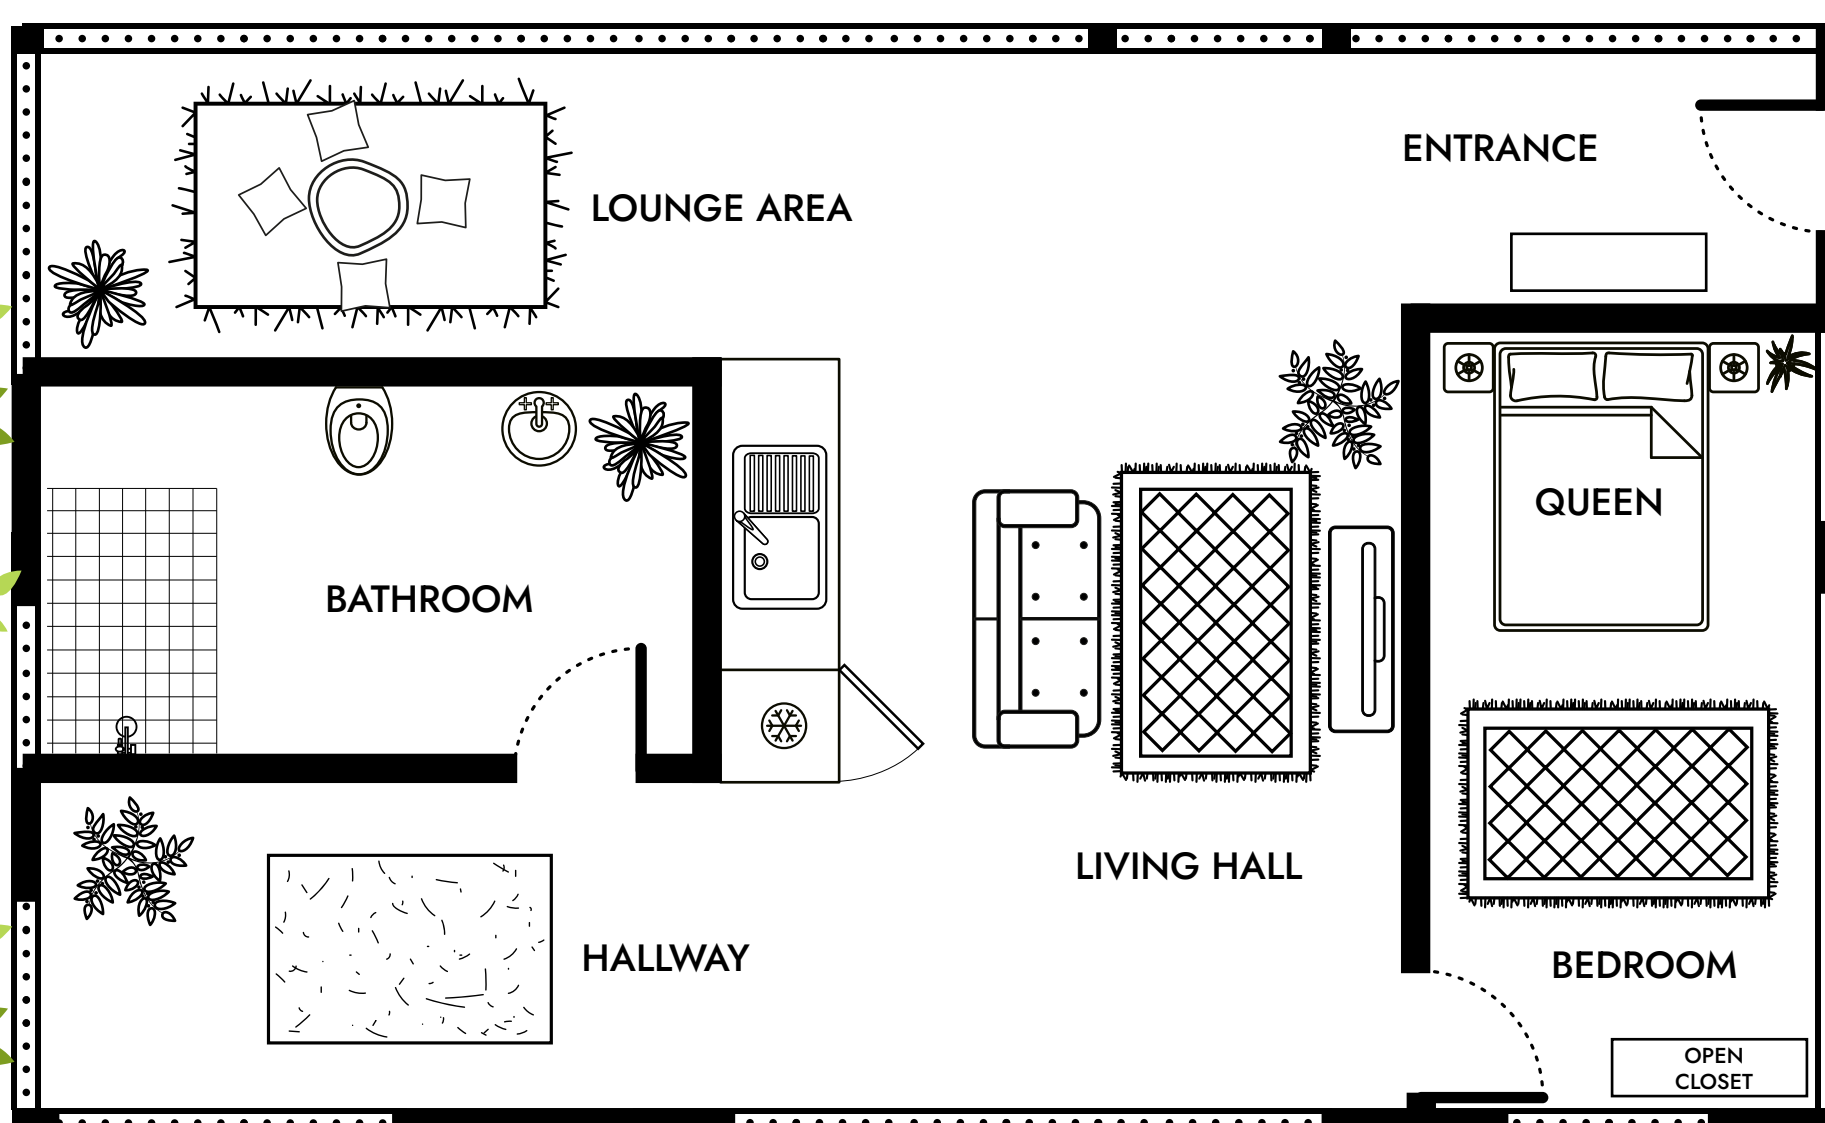 ENTRANCE
LOUNGE AREA
QUEEN
BATHROOM
LIVING HALL
HALLWAY
BEDROOM
OPEN
CLOSET